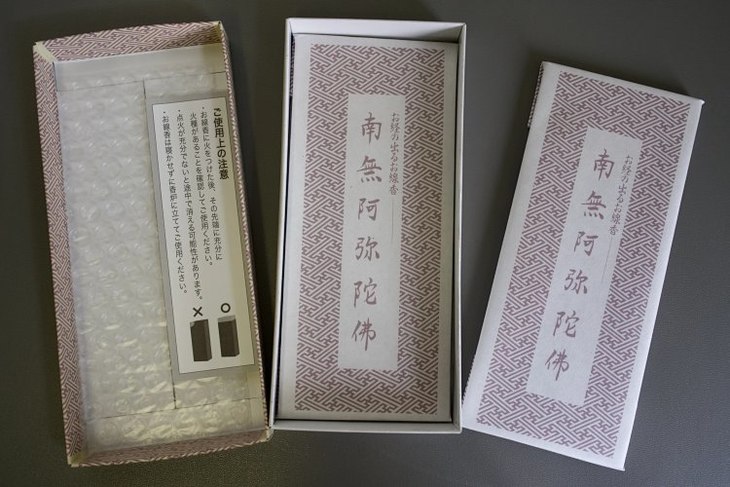 ご使用上の注意
・お線香に火をつけた後、その先端に充分に
火種があることを確認してご使用ください。
・点火が充分でないと途中で消える可能性があります。
・お線香は寝かせずに香炉に立ててご使用ください。
×
○
お経の出るお線香
南無阿弥陀佛
お経の出るお線香
南無阿弥陀佛